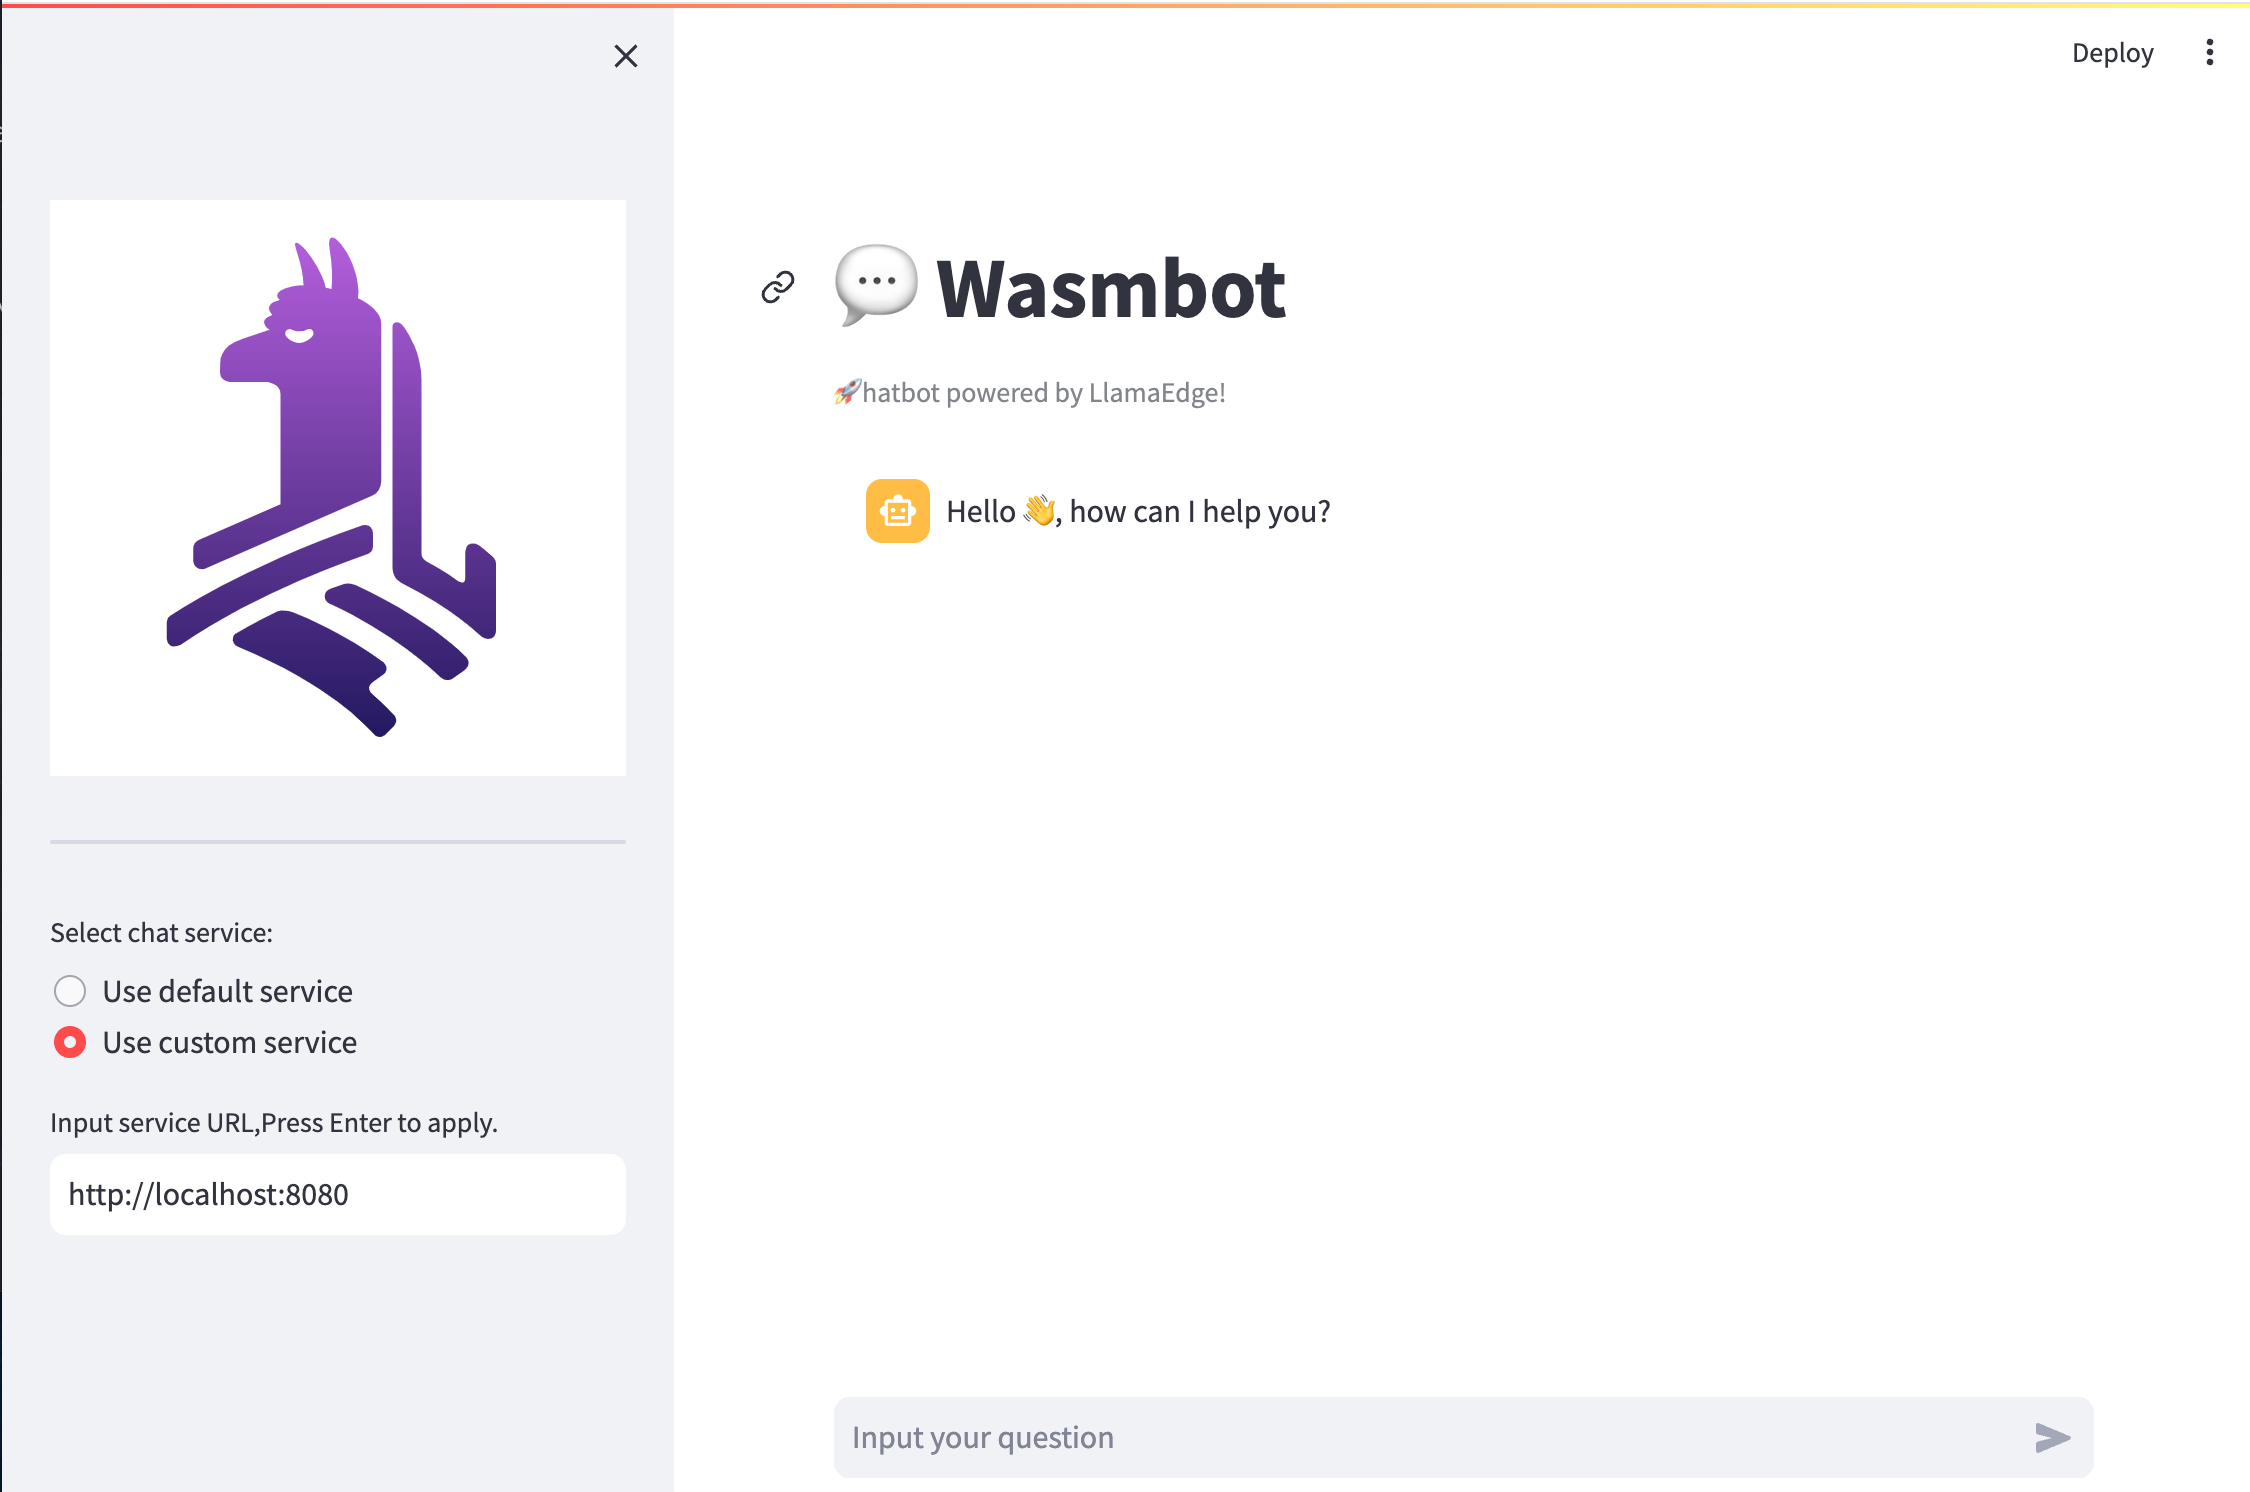 Deploy
💬 Wasmbot
🚀hatbot powered by LlamaEdge!
Hello 👋, how can I help you?
Select chat service:
Use default service
Use custom service
Input service URL,Press Enter to apply.
http://localhost:8080
Input your question